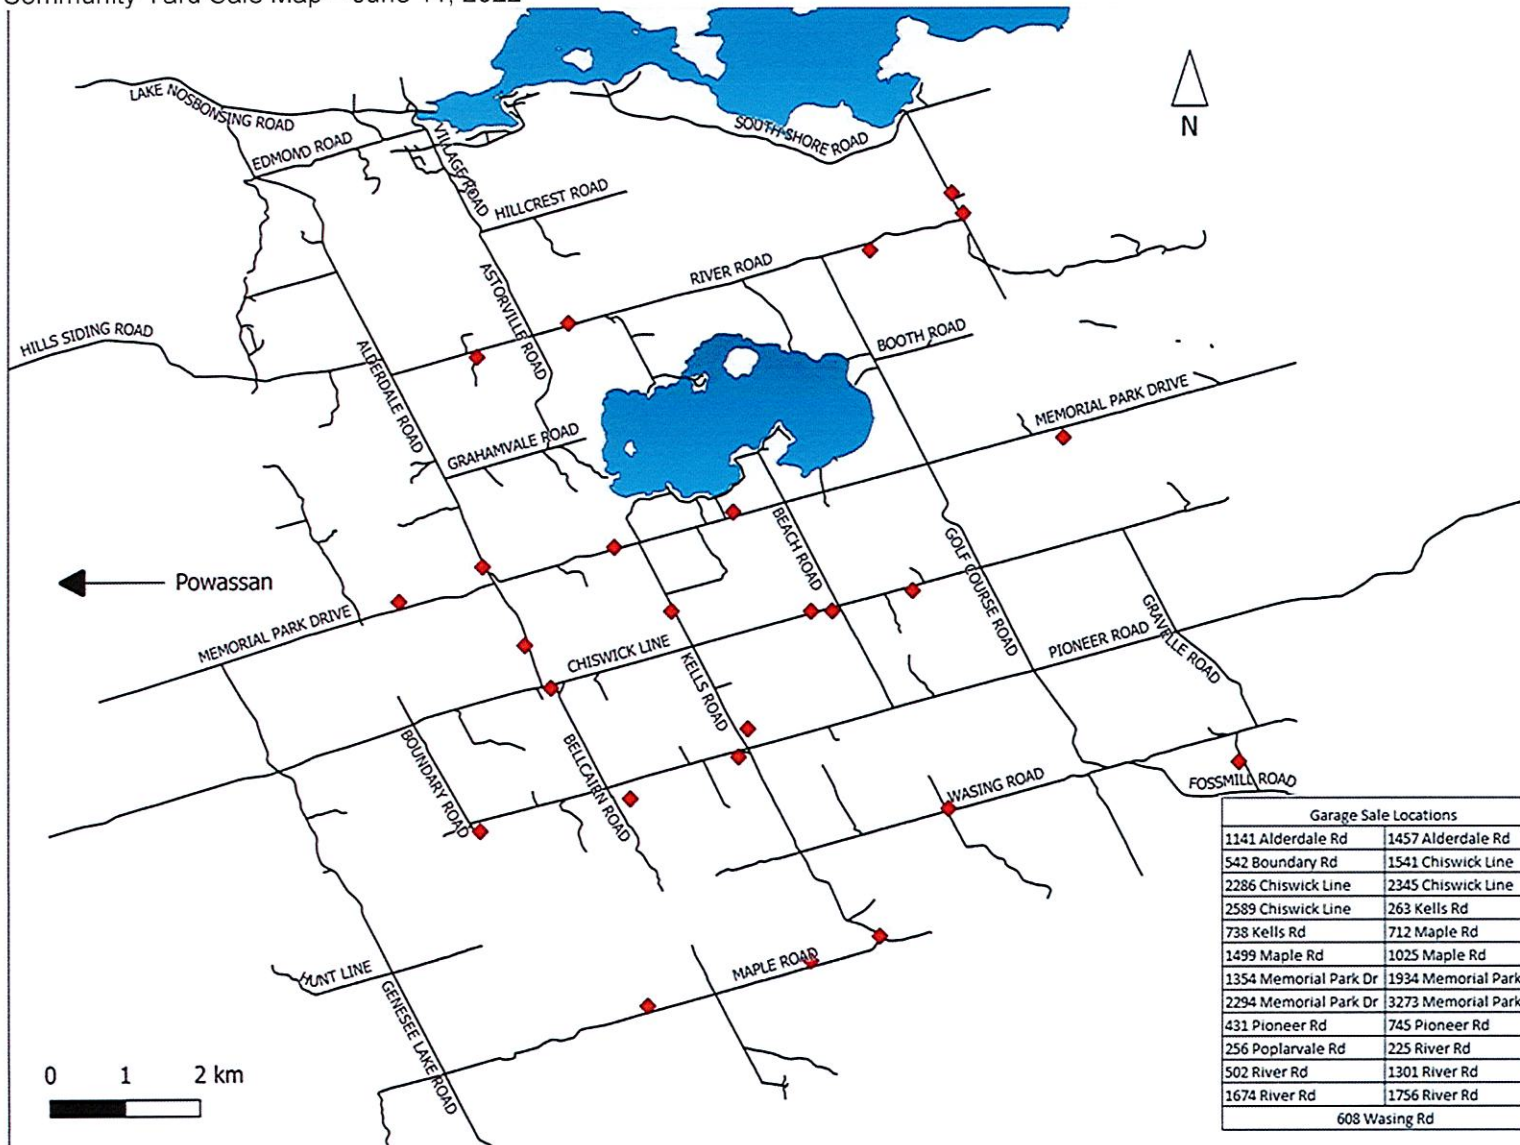 Community Yard Sale Map – June 11, 2022
LAKE NOSBONSING ROAD
EDMOND ROAD
VILLAGE ROAD
SOUTH SHORE ROAD
N
HILLCREST ROAD
RIVER ROAD
ASTORVILLE ROAD
HILLS SIDING ROAD
ALDERDALE ROAD
BOOTH ROAD
MEMORIAL PARK DRIVE
GRAHAMVALE ROAD
BEACH ROAD
GOLF COURSE ROAD
Powassan
MEMORIAL PARK DRIVE
CHISWICK LINE
KELLS ROAD
GRAVELLE ROAD
PIONEER ROAD
BOUNDARY ROAD
BELLCAIRN ROAD
WASING ROAD
FOSSMILL ROAD
MAPLE ROAD
HUNT LINE
GENESEE LAKE ROAD
0 1 2 km
Garage Sale Locations
1141 Alderdale Rd 1457 Alderdale Rd
542 Boundary Rd 1541 Chiswick Line
2286 Chiswick Line 2345 Chiswick Line
2589 Chiswick Line 263 Kells Rd
738 Kells Rd 712 Maple Rd
1499 Maple Rd 1025 Maple Rd
1354 Memorial Park Dr 1934 Memorial Park
2294 Memorial Park Dr 3273 Memorial Park
431 Pioneer Rd 745 Pioneer Rd
256 Poplarvale Rd 225 River Rd
502 River Rd 1301 River Rd
1674 River Rd 1756 River Rd
608 Wasing Rd